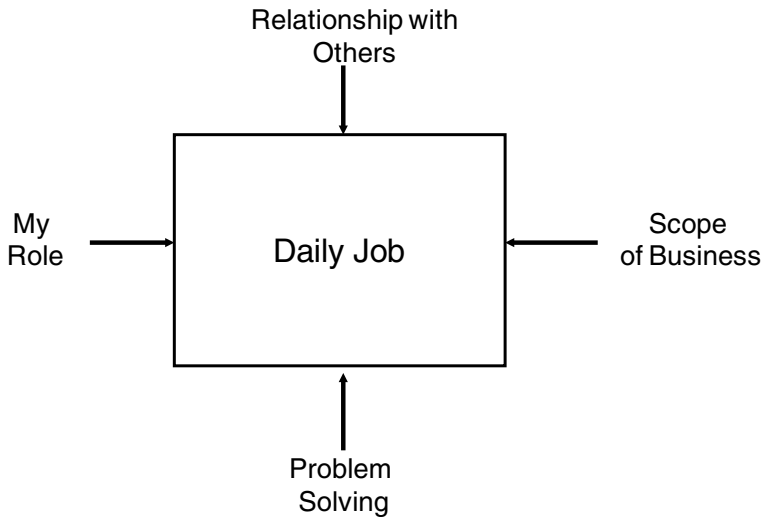 Relationship with
Others
My
Role
Daily Job
Scope
of Business
Problem
Solving